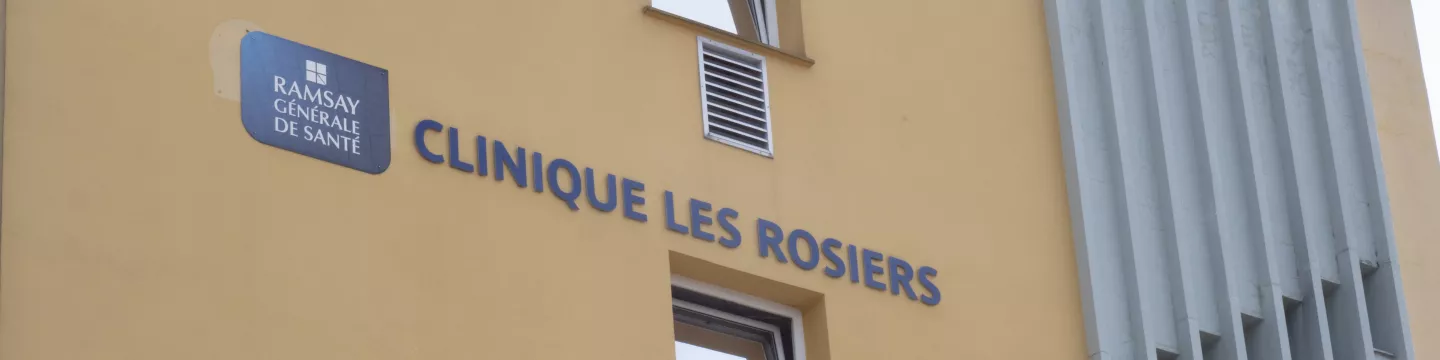 RAMSAY
GÉNÉRALE
DE SANTÉ
CLINIQUE LES ROSIERS